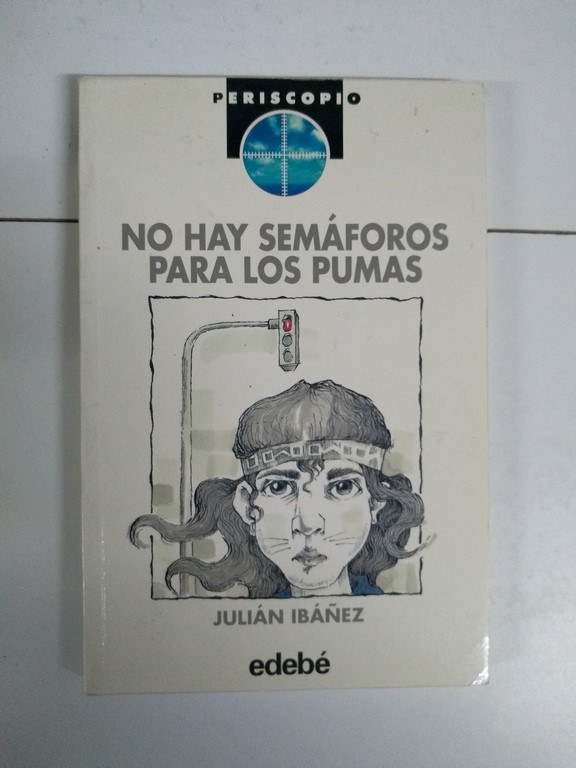 PERISCOPIO
NO HAY SEMÁFOROS
PARA LOS PUMAS
JULIÁN IBÁÑEZ
edebé